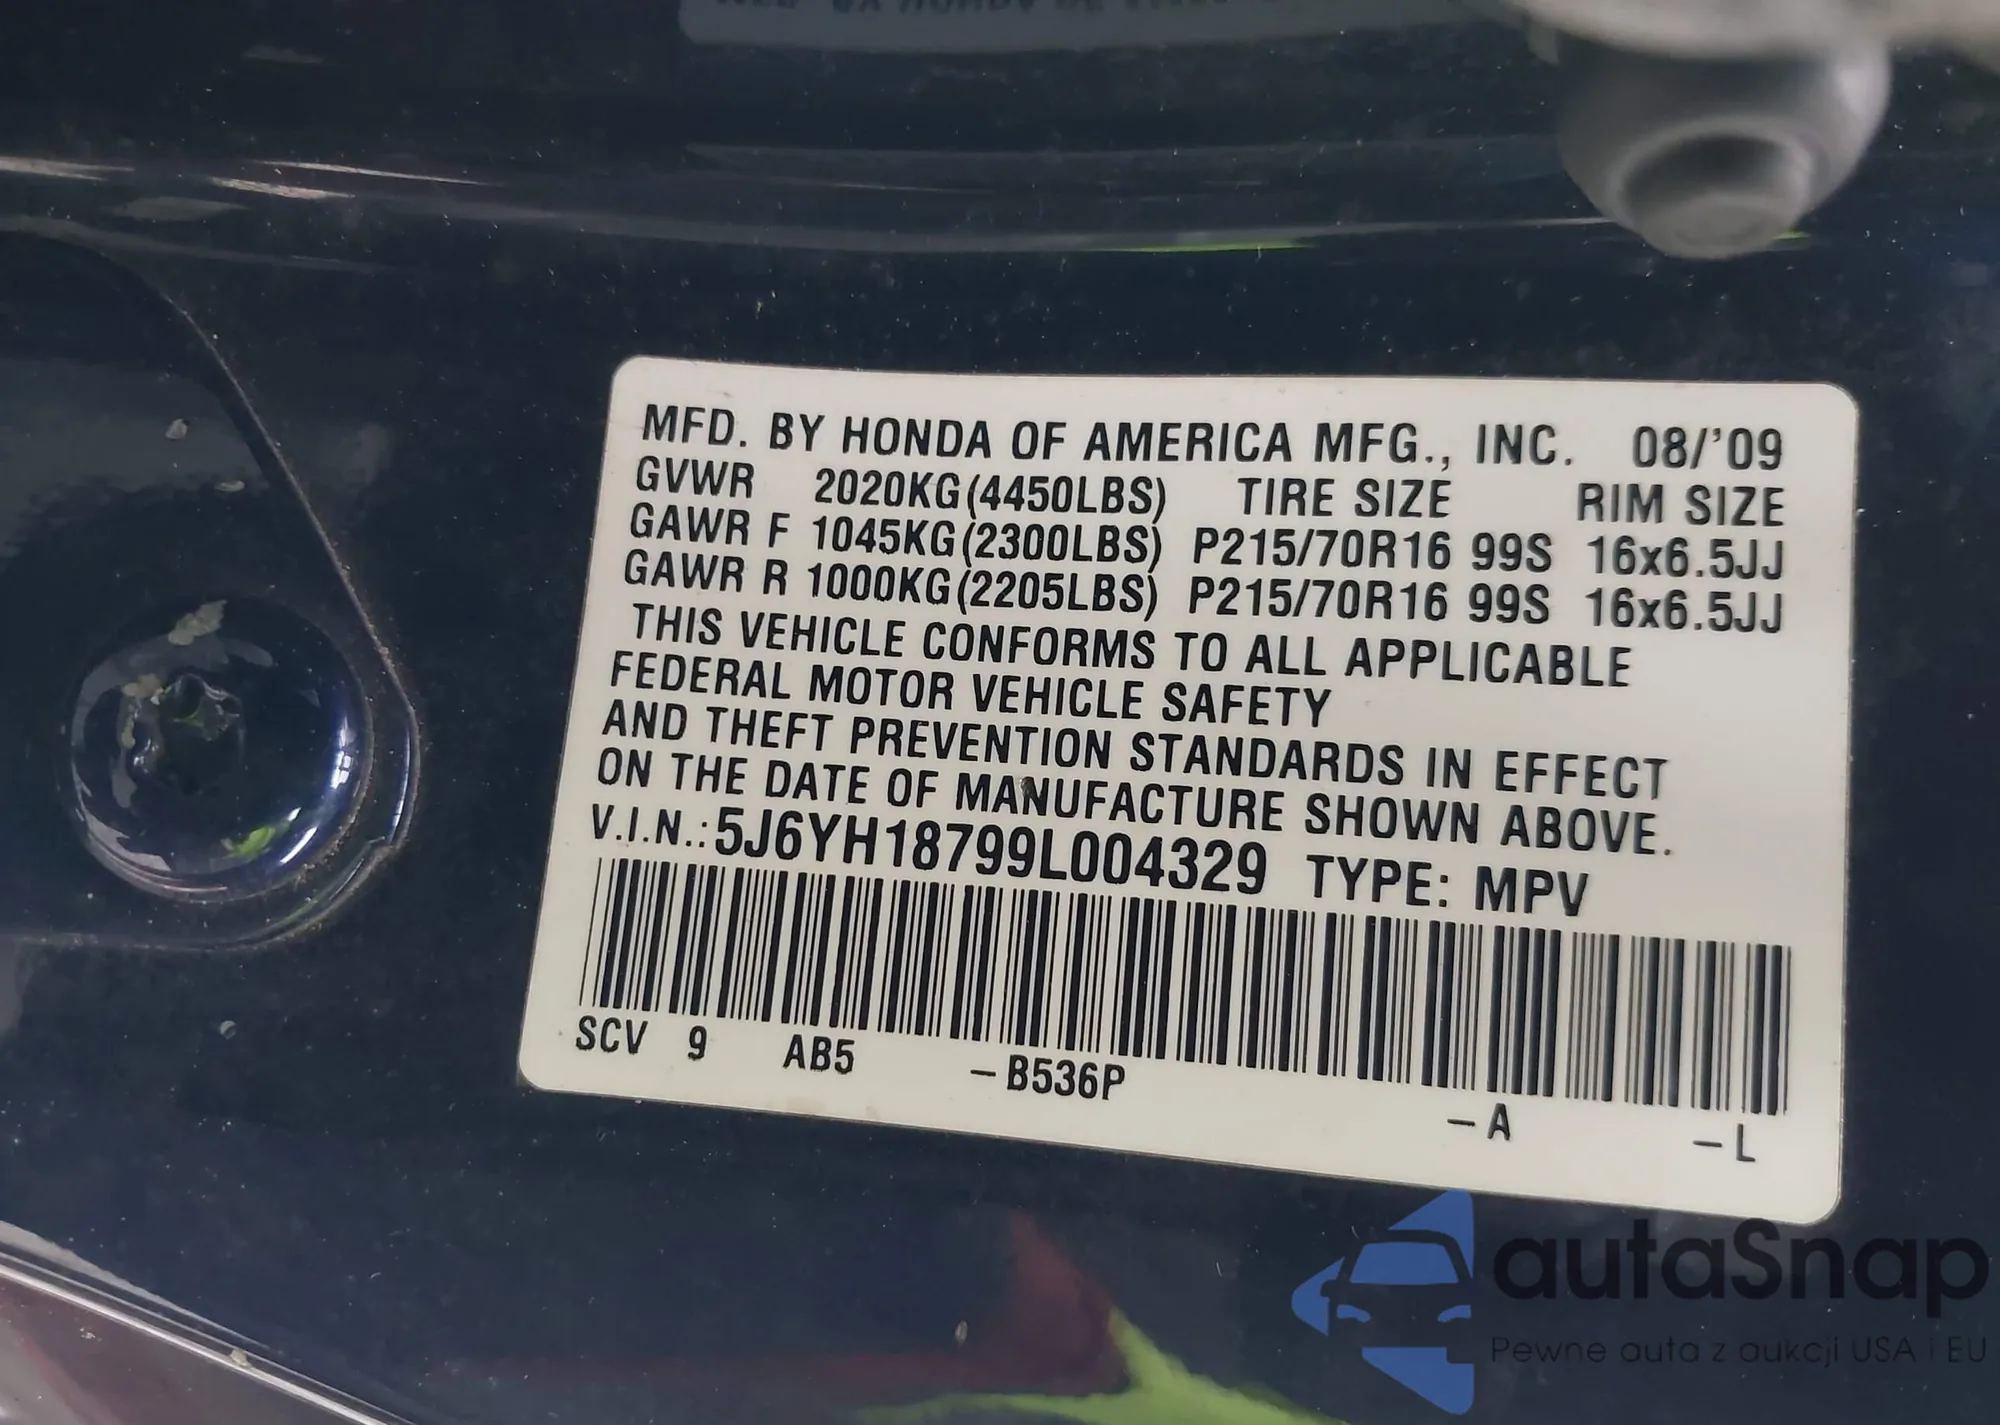 MFD. BY HONDA OF AMERICA MFG., INC. 08/'09
GVWR 2020KG(4450LBS) TIRE SIZE RIM SIZE
GAWR F 1045KG(2300LBS) P215/70R16 99S 16x6.5JJ
GAWR R 1000KG(2205LBS) P215/70R16 99S 16x6.5JJ
THIS VEHICLE CONFORMS TO ALL APPLICABLE
FEDERAL MOTOR VEHICLE SAFETY
AND THEFT PREVENTION STANDARDS IN EFFECT
ON THE DATE OF MANUFACTURE SHOWN ABOVE.
V.I.N.: 5J6YH18799L004329 TYPE: MPV
SCV 9 AB5 -B536P -A -L
autaSnap
Pewne auta z aukcji USA i EU